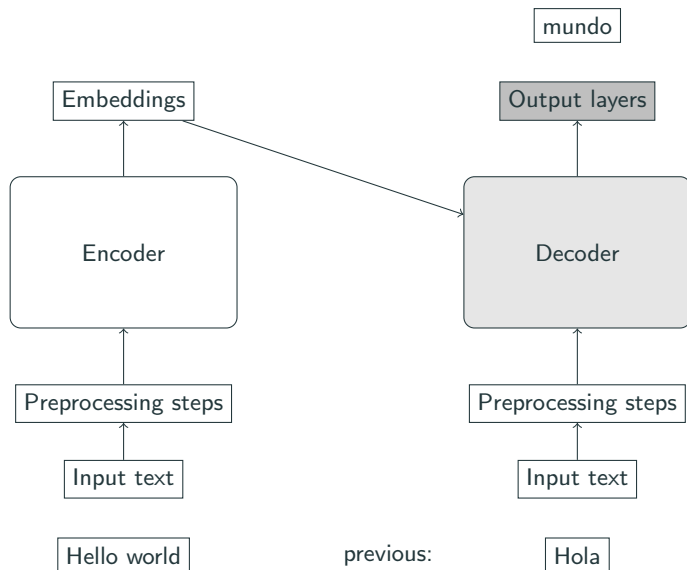 mundo
Embeddings
Output layers
Encoder
Decoder
Preprocessing steps
Preprocessing steps
Input text
Input text
Hello world
previous:
Hola